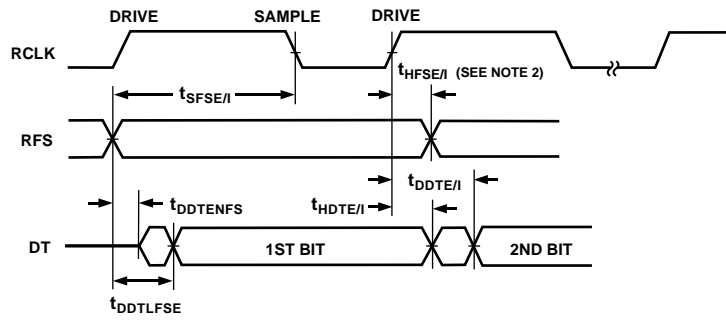 DRIVE SAMPLE DRIVE
RCLK
tHFSE/I (SEE NOTE 2)
tSFSE/I
RFS
tDDTE/I
tDDTENFS
tHDTE/I
DT
1ST BIT
2ND BIT
tDDTLFSE